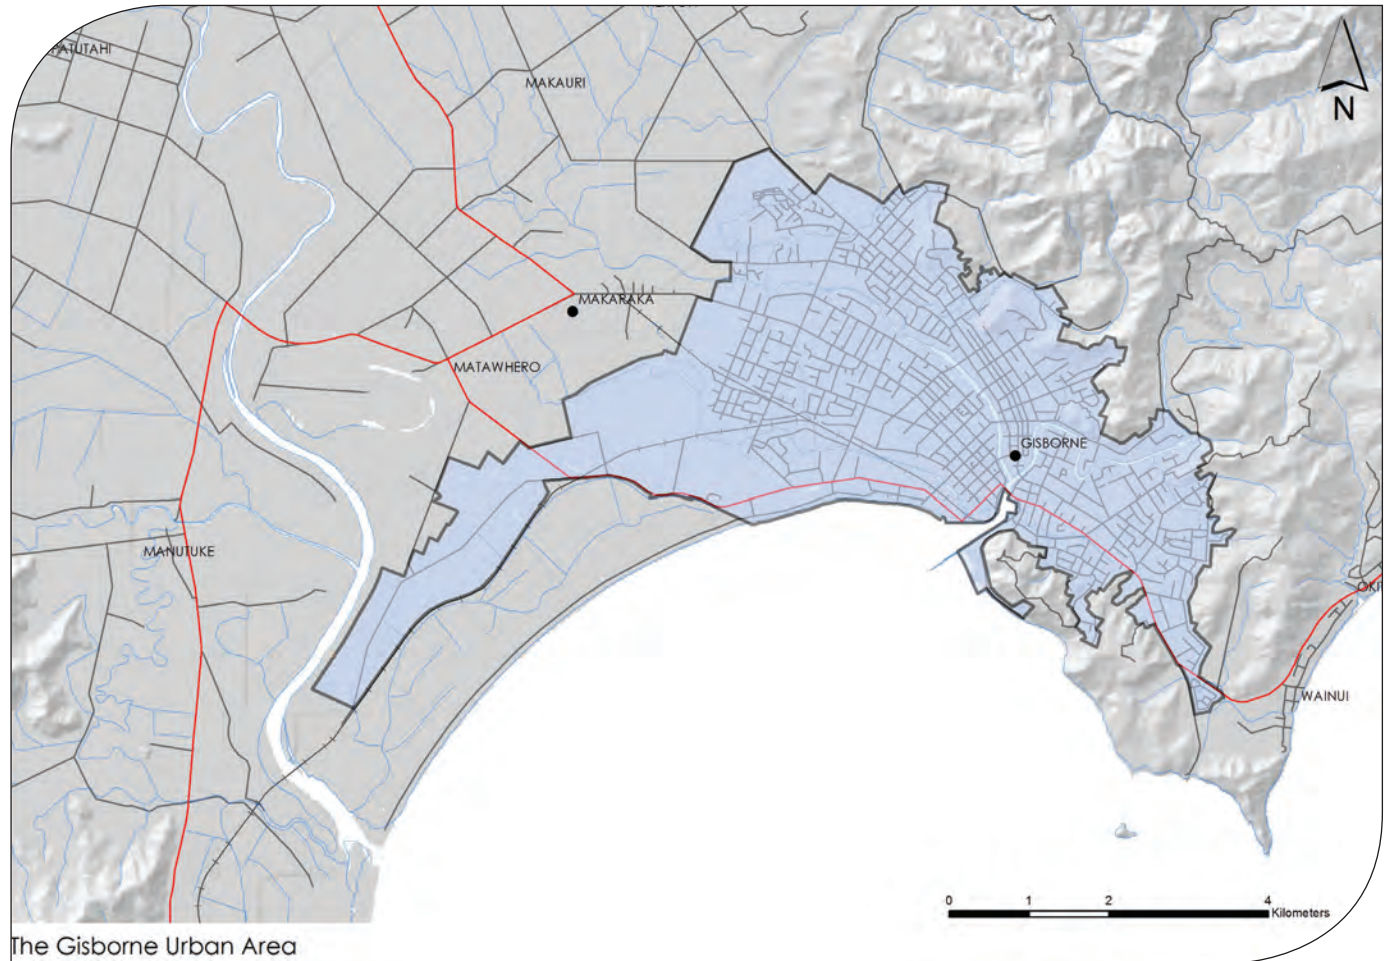 PATUTAHI
MAKAURI
N
MAKARAKA
MATAWHERO
GISBORNE
MANUTUKE
WAINUI
0 1 2 4
Kilometers
The Gisborne Urban Area